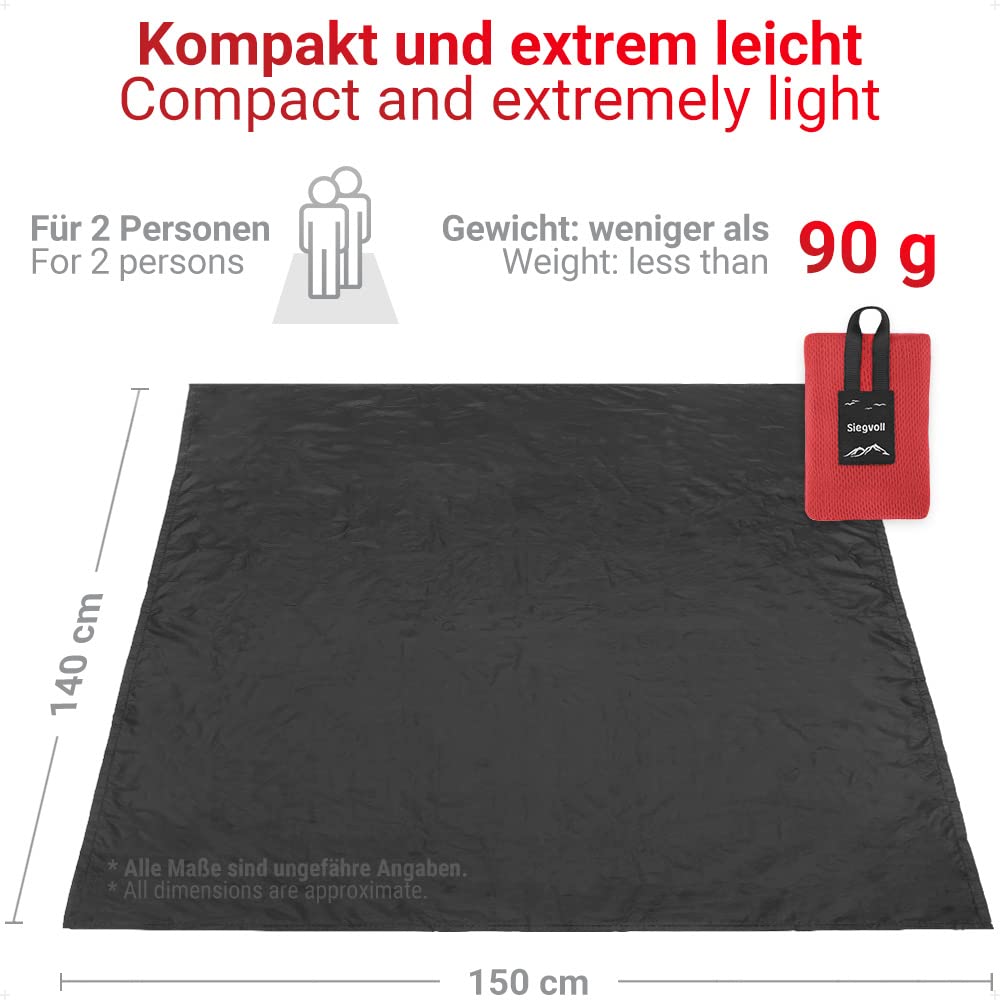 Kompakt und extrem leicht
Compact and extremely light
Für 2 Personen
For 2 persons
Gewicht: weniger als
Weight: less than
90 g
Siegvoll
140 cm
* Alle Maße sind ungefähre Angaben.
* All dimensions are approximate.
150 cm